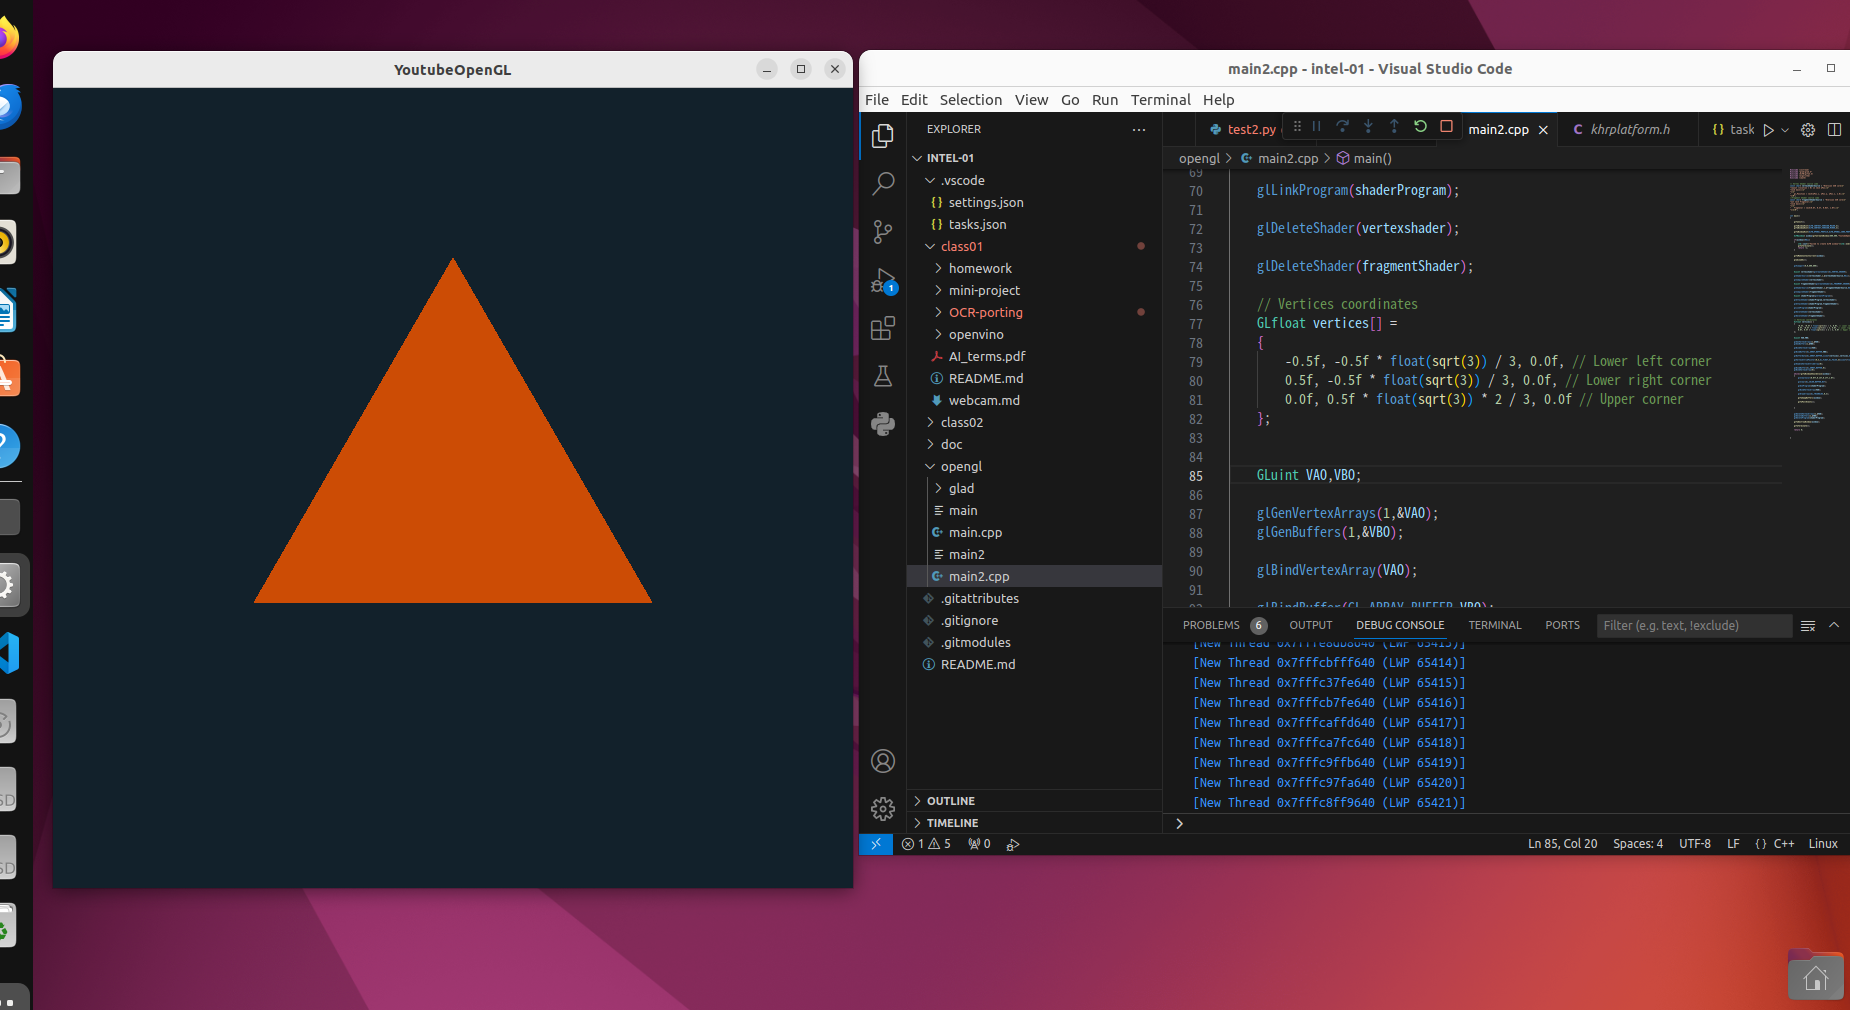 YoutubeOpenGL
main2.cpp - intel-01 - Visual Studio Code
File Edit Selection View Go Run Terminal Help
EXPLORER
test2.py
main2.cpp
khrplatform.h
task
opengl > main2.cpp > main()
INTEL-01
.vscode
settings.json
tasks.json
class01
homework
mini-project
OCR-porting
openvino
AI_terms.pdf
README.md
webcam.md
class02
doc
opengl
glad
main
main.cpp
main2
main2.cpp
.gitattributes
.gitignore
.gitmodules
README.md
OUTLINE
TIMELINE
69
70 glLinkProgram(shaderProgram);
71
72 glDeleteShader(vertexshader);
73
74 glDeleteShader(fragmentShader);
75
76 // Vertices coordinates
77 GLfloat vertices[] =
78 {
79 -0.5f, -0.5f * float(sqrt(3)) / 3, 0.0f, // Lower left corner
80 0.5f, -0.5f * float(sqrt(3)) / 3, 0.0f, // Lower right corner
81 0.0f, 0.5f * float(sqrt(3)) * 2 / 3, 0.0f // Upper corner
82 };
83
84
85 GLuint VAO,VBO;
86
87 glGenVertexArrays(1,&VAO);
88 glGenBuffers(1,&VBO);
89
90 glBindVertexArray(VAO);
91
92 glBindBuffer(GL_ARRAY_BUFFER,VBO);
PROBLEMS 6 OUTPUT DEBUG CONSOLE TERMINAL PORTS Filter (e.g. text, !exclude)
[New Thread 0x7fffcbfff640 (LWP 65414)]
[New Thread 0x7fffc37fe640 (LWP 65415)]
[New Thread 0x7fffcb7fe640 (LWP 65416)]
[New Thread 0x7fffcaffd640 (LWP 65417)]
[New Thread 0x7fffca7fc640 (LWP 65418)]
[New Thread 0x7fffc9ffb640 (LWP 65419)]
[New Thread 0x7fffc97fa640 (LWP 65420)]
[New Thread 0x7fffc8ff9640 (LWP 65421)]
1 5 0 Ln 85, Col 20 Spaces: 4 UTF-8 LF {} C++ Linux